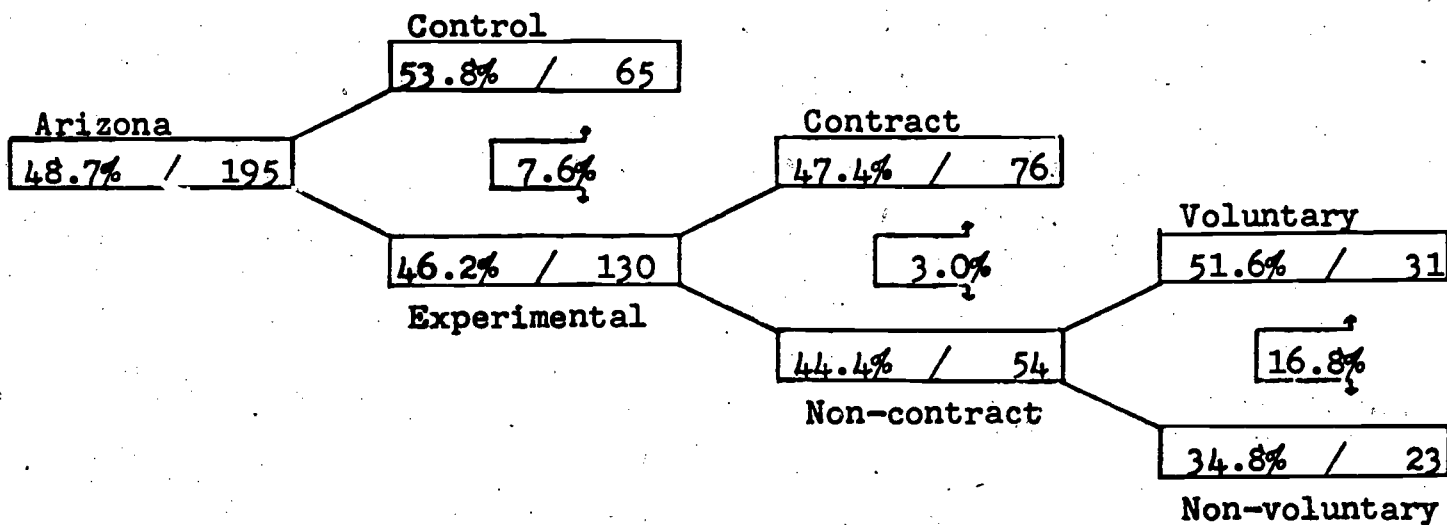 Control
53.8% / 65
Arizona
48.7% / 195
7.6%
Contract
47.4% / 76
46.2% / 130
Experimental
3.0%
Voluntary
51.6% / 31
44.4% / 54
Non-contract
16.8%
34.8% / 23
Non-voluntary